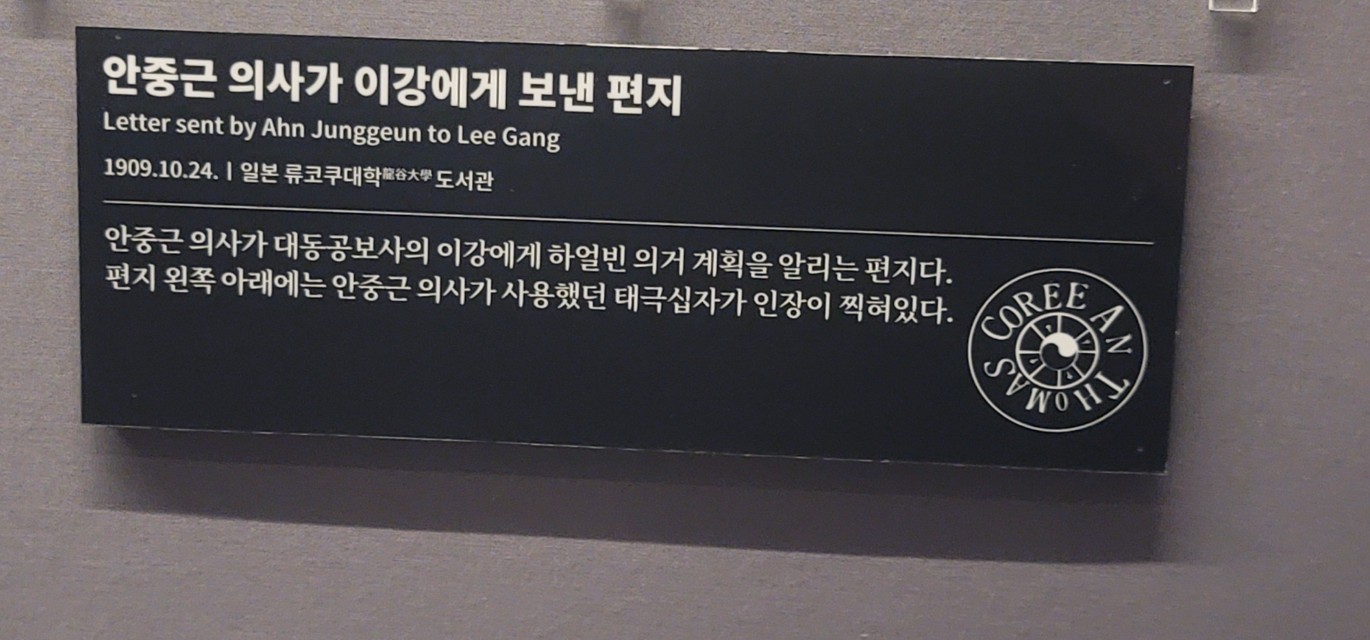 안중근 의사가 이강에게 보낸 편지
Letter sent by Ahn Junggeun to Lee Gang
1909.10.24. | 일본 류코쿠대학龍谷大學 도서관
안중근 의사가 대동공보사의 이강에게 하얼빈 의거 계획을 알리는 편지다.
편지 왼쪽 아래에는 안중근 의사가 사용했던 태극십자가 인장이 찍혀있다.
COREE AN THOMAS